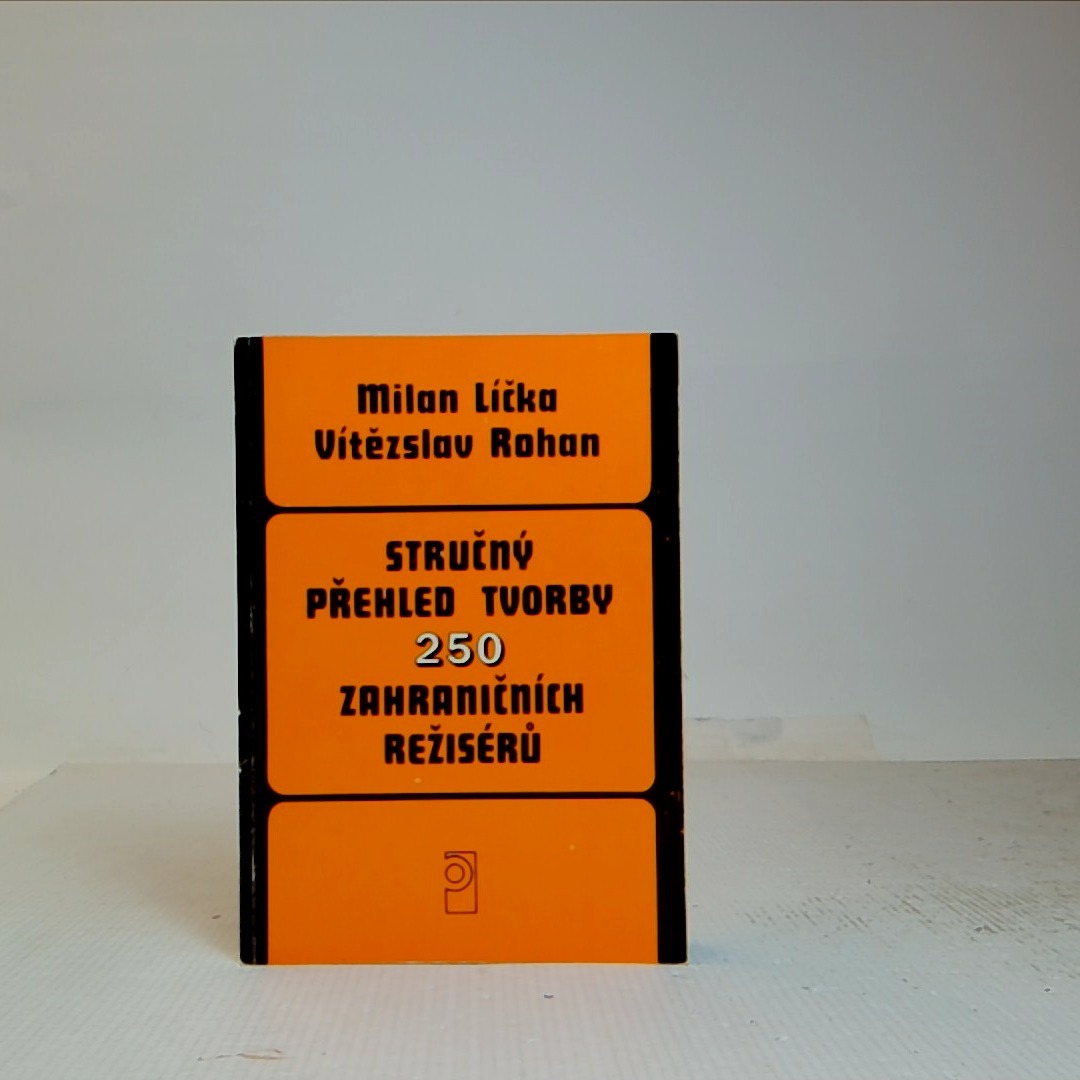 Milan Líčka
Vítězslav Rohan
STRUČNÝ
PŘEHLED TVORBY
250
ZAHRANIČNÍCH
REŽISÉRŮ